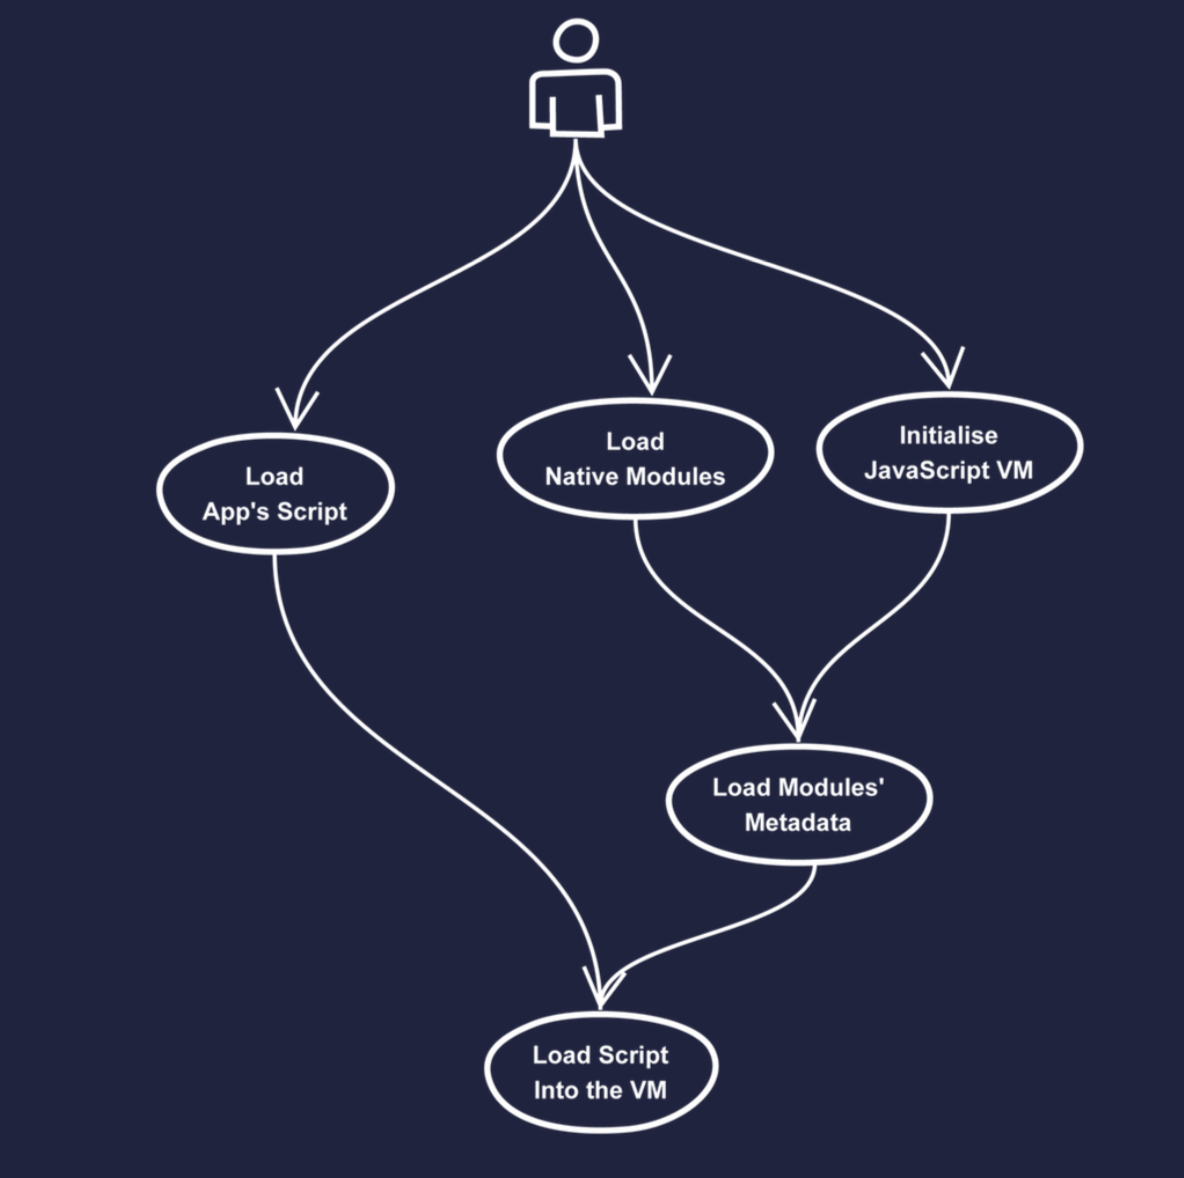 Load
App's Script
Load
Native Modules
Initialise
JavaScript VM
Load Modules'
Metadata
Load Script
Into the VM